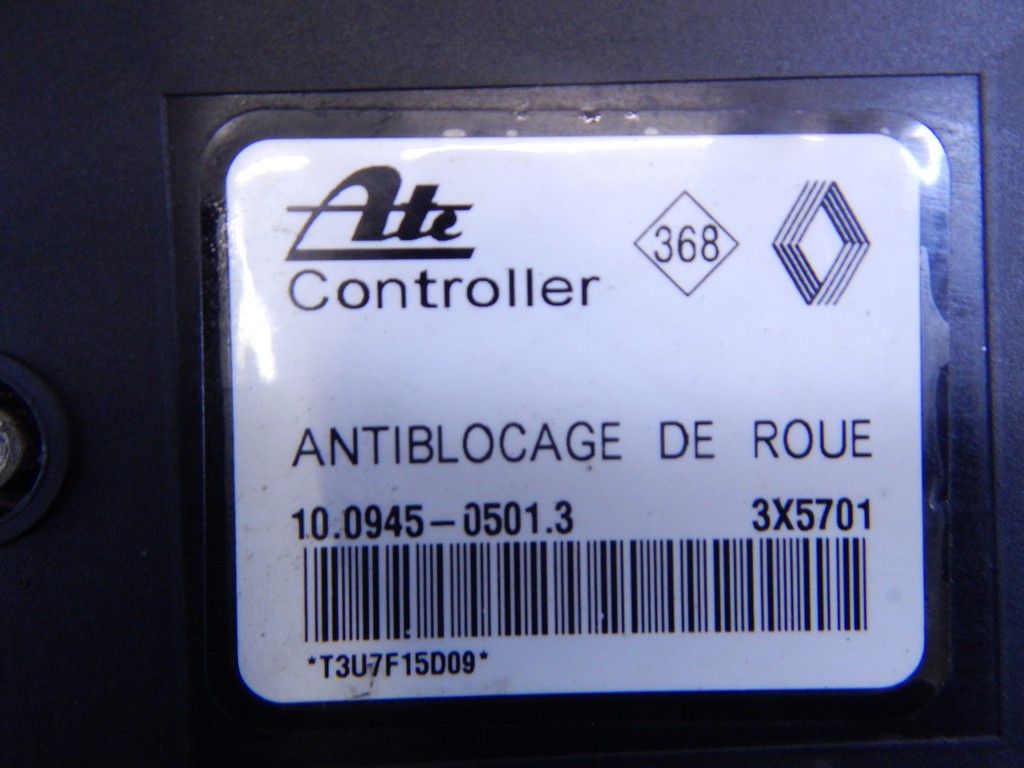 Ate
Controller
368
ANTIBLOCAGE DE ROUE
10.0945-0501.3 3X5701
*T3U7F15D09*